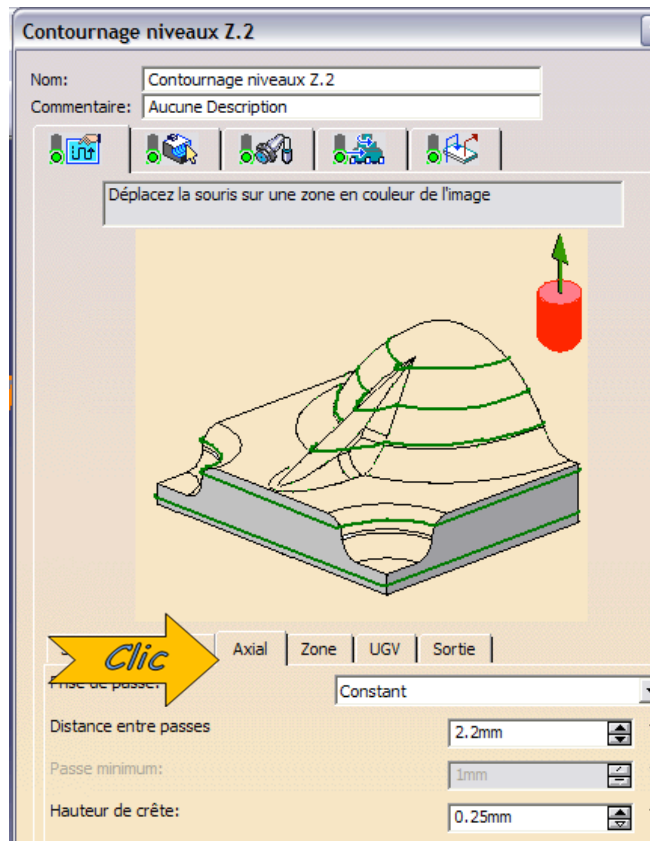 Contournage niveaux Z.2
Nom: Contournage niveaux Z.2
Commentaire: Aucune Description
Déplacez la souris sur une zone en couleur de l'image
Clic Axial Zone UGV Sortie
de passe: Constant
Distance entre passes 2.2mm
Passe minimum: 1mm
Hauteur de crête: 0.25mm